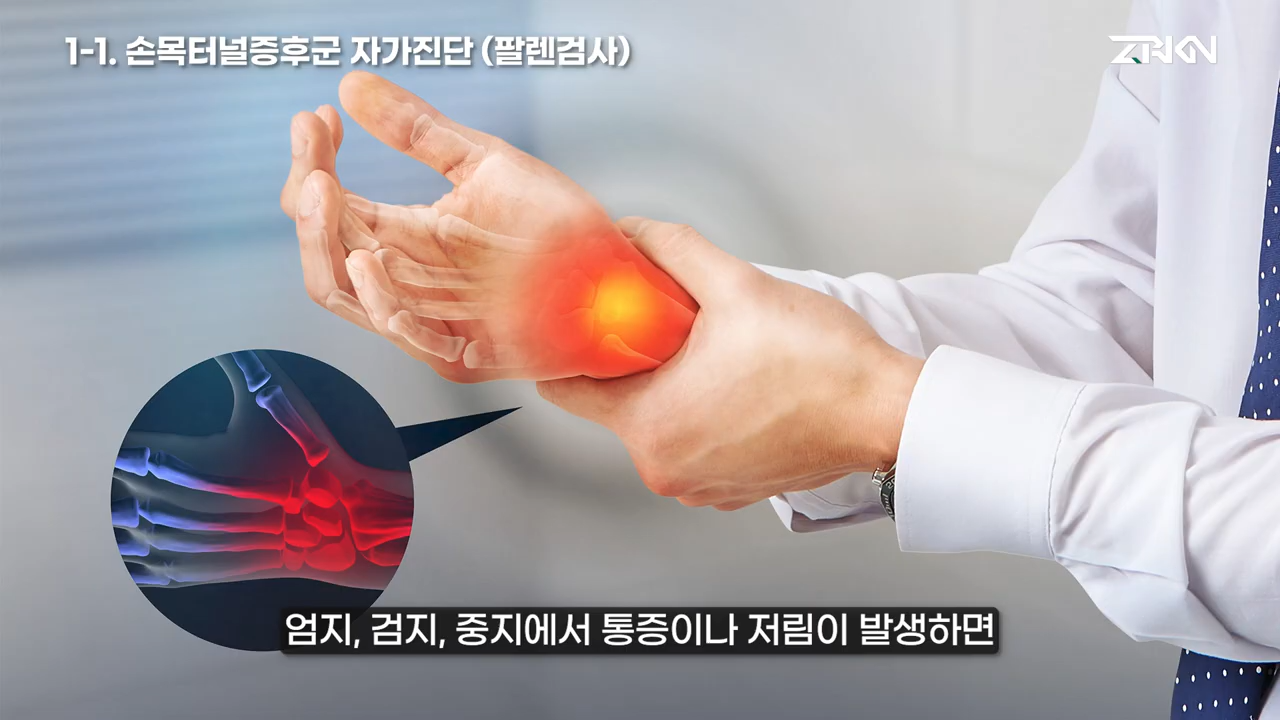 1-1. 손목터널증후군 자가진단 (팔렌검사)
ZIRKN
엄지, 검지, 중지에서 통증이나 저림이 발생하면